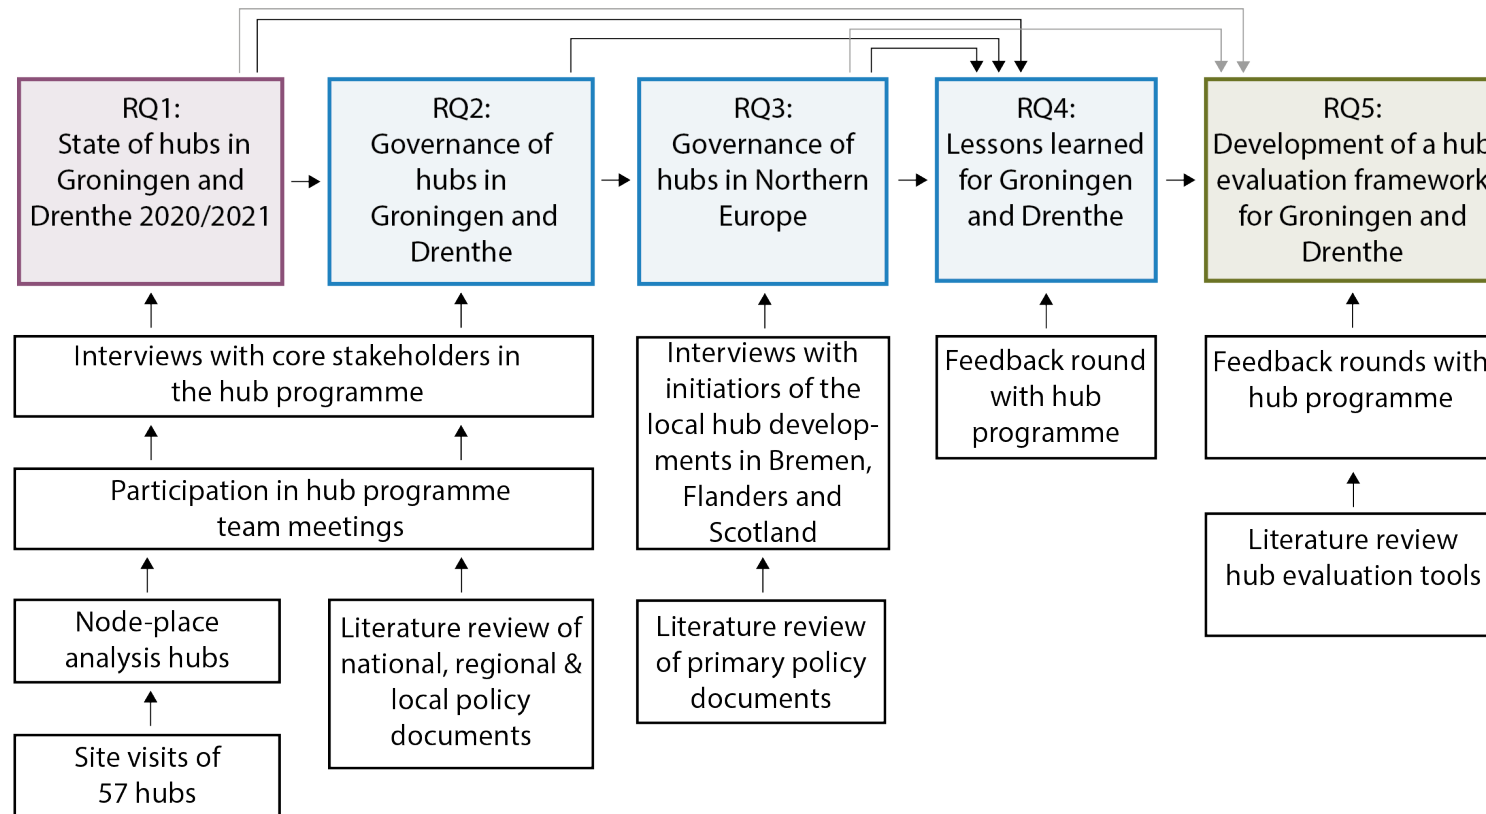 RQ1:
State of hubs in
Groningen and
Drenthe 2020/2021
RQ2:
Governance of
hubs in
Groningen and
Drenthe
RQ3:
Governance of
hubs in Northern
Europe
RQ4:
Lessons learned
for Groningen
and Drenthe
RQ5:
Development of a hub
evaluation framework
for Groningen and
Drenthe
Interviews with core stakeholders in
the hub programme
Participation in hub programme
team meetings
Node-place
analysis hubs
Site visits of
57 hubs
Literature review of
national, regional &
local policy
documents
Interviews with
initiatiors of the
local hub develop-
ments in Bremen,
Flanders and
Scotland
Literature review
of primary policy
documents
Feedback round
with hub
programme
Feedback rounds with
hub programme
Literature review
hub evaluation tools